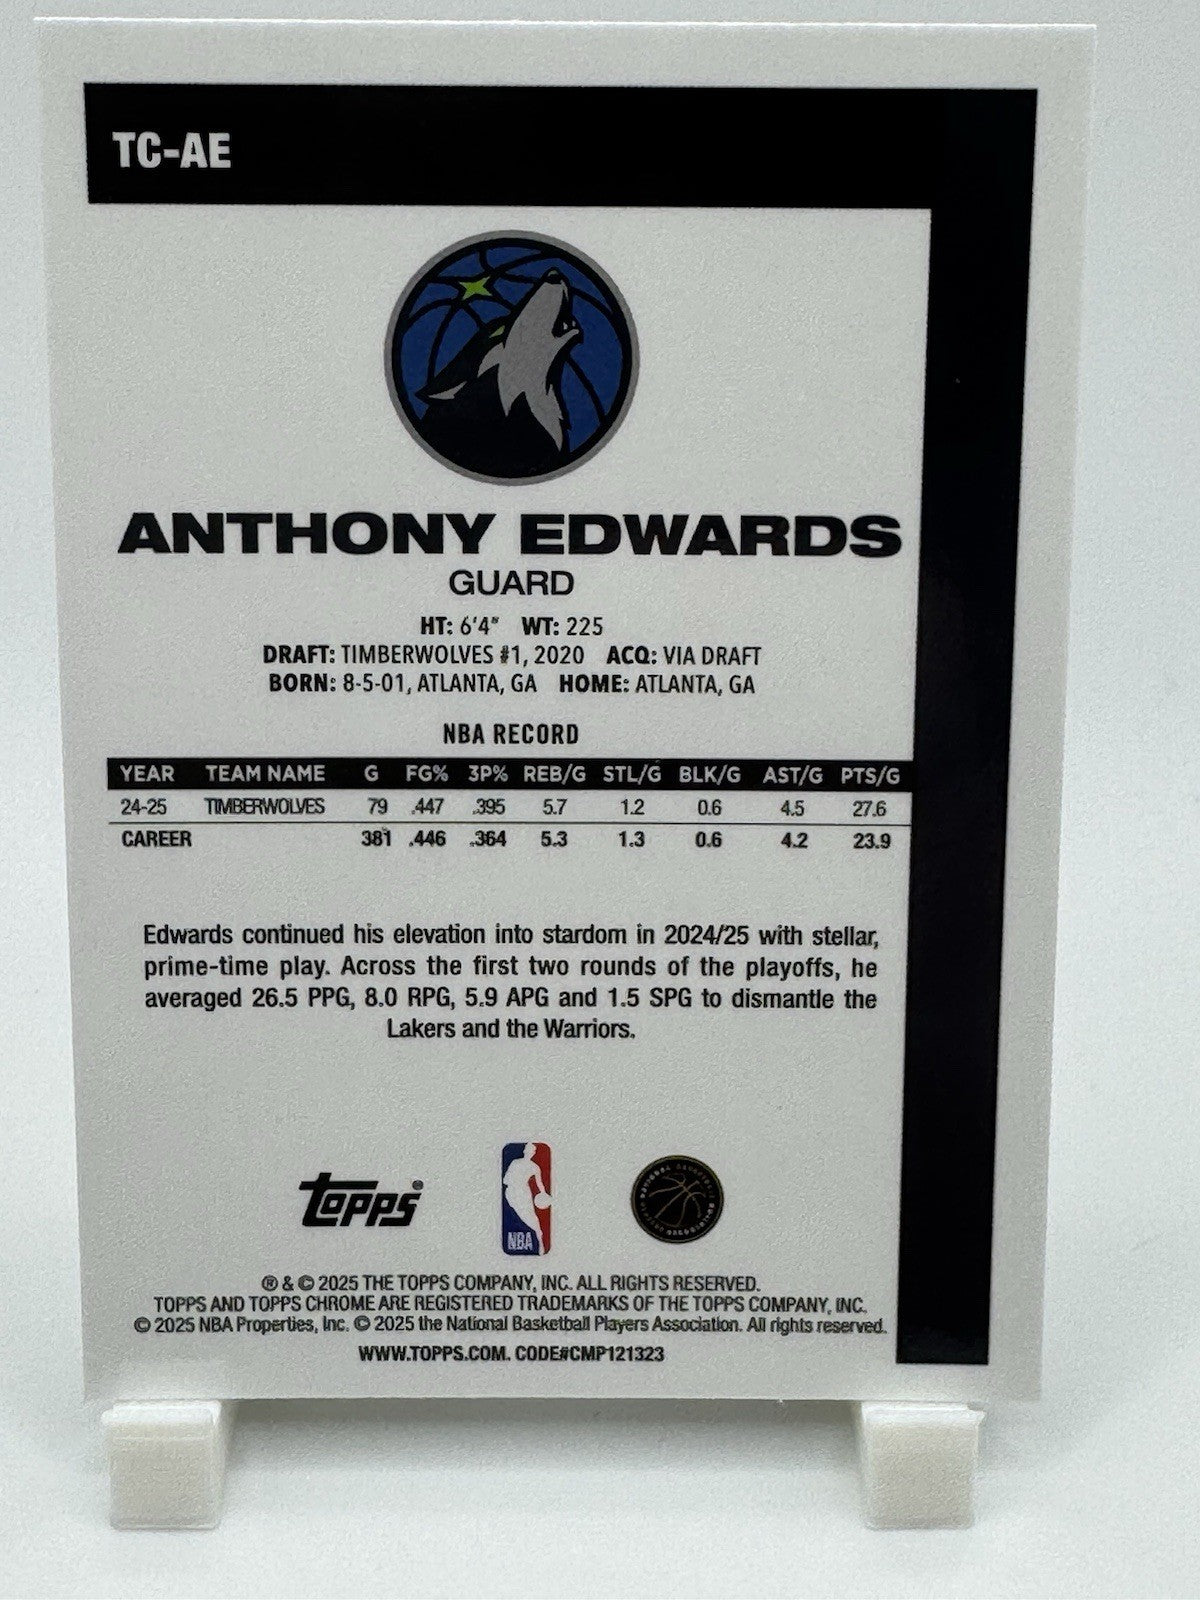 TC-AE
ANTHONY EDWARDS
GUARD
HT: 6'4" WT: 225
DRAFT: TIMBERWOLVES #1, 2020 ACQ: VIA DRAFT
BORN: 8-5-01, ATLANTA, GA HOME: ATLANTA, GA
NBA RECORD
YEAR TEAM NAME G FG% 3P% REB/G STL/G BLK/G AST/G PTS/G
24-25 TIMBERWOLVES 79 .447 .395 5.7 1.2 0.6 4.5 27.6
CAREER 381 .446 .364 5.3 1.3 0.6 4.2 23.9
Edwards continued his elevation into stardom in 2024/25 with stellar,
prime-time play. Across the first two rounds of the playoffs, he
averaged 26.5 PPG, 8.0 RPG, 5.9 APG and 1.5 SPG to dismantle the
Lakers and the Warriors.
topps®
NBA
® & © 2025 THE TOPPS COMPANY, INC. ALL RIGHTS RESERVED.
TOPPS AND TOPPS CHROME ARE REGISTERED TRADEMARKS OF THE TOPPS COMPANY, INC.
© 2025 NBA Properties, Inc. © 2025 the National Basketball Players Association. All rights reserved.
WWW.TOPPS.COM. CODE#CMP121323